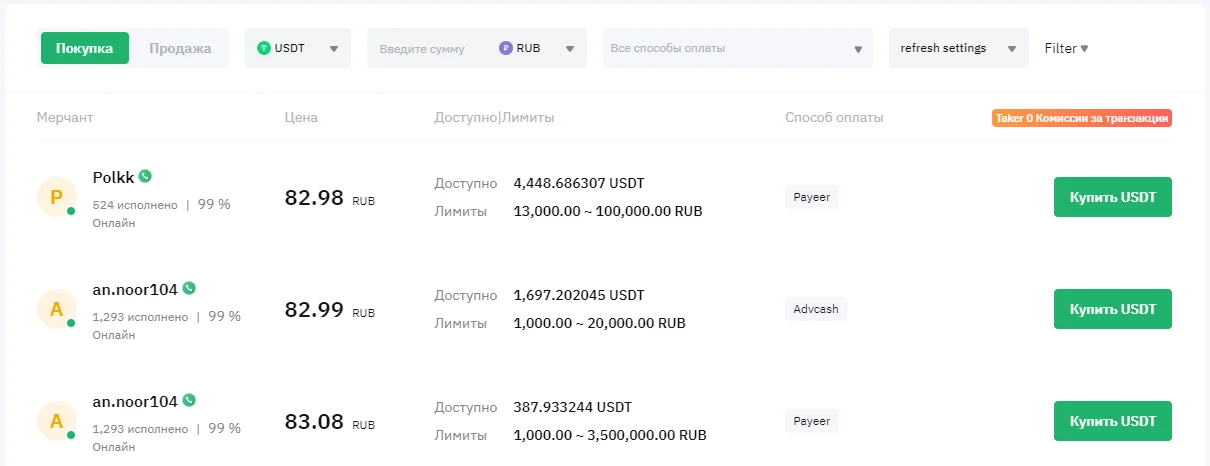 Покупка Продажа USDT Введите сумму RUB Все способы оплаты refresh settings Filter
Мерчант Цена Доступно|Лимиты Способ оплаты Taker 0 Комиссии за транзакции
P Polkk
524 исполнено | 99 %
Онлайн
82.98 RUB
Доступно 4,448.686307 USDT
Лимиты 13,000.00 ~ 100,000.00 RUB
Payeer
Купить USDT
A an.noor104
1,293 исполнено | 99 %
Онлайн
82.99 RUB
Доступно 1,697.202045 USDT
Лимиты 1,000.00 ~ 20,000.00 RUB
Advcash
Купить USDT
A an.noor104
1,293 исполнено | 99 %
Онлайн
83.08 RUB
Доступно 387.933244 USDT
Лимиты 1,000.00 ~ 3,500,000.00 RUB
Payeer
Купить USDT